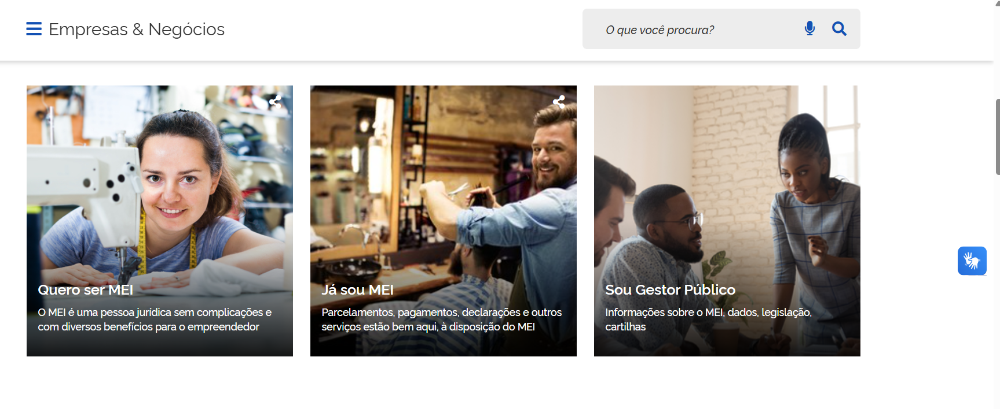 Empresas & Negócios
O que você procura?
Quero ser MEI
O MEI é uma pessoa jurídica sem complicações e
com diversos benefícios para o empreendedor
Já sou MEI
Parcelamentos, pagamentos, declarações e outros
serviços estão bem aqui, à disposição do MEI
Sou Gestor Público
Informações sobre o MEI, dados, legislação,
cartilhas